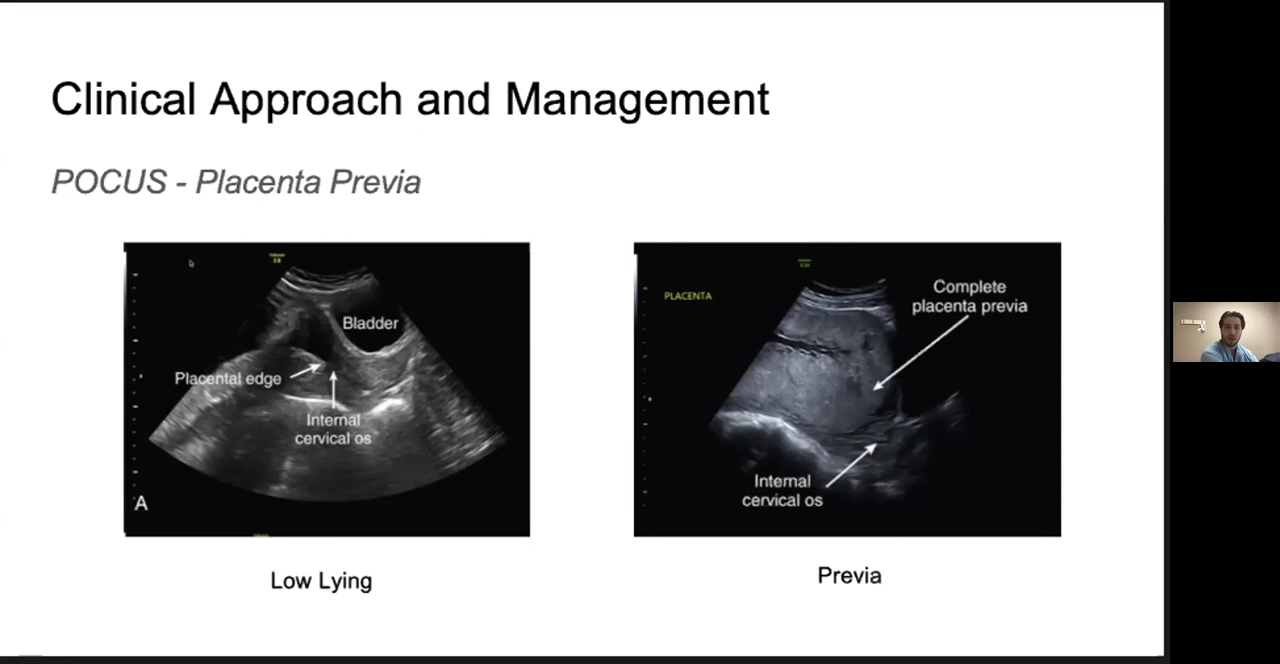 Clinical Approach and Management
POCUS - Placenta Previa
Bladder
Placental edge
Internal
cervical os
A
Low Lying
PLACENTA
Complete
placenta previa
Internal
cervical os
Previa